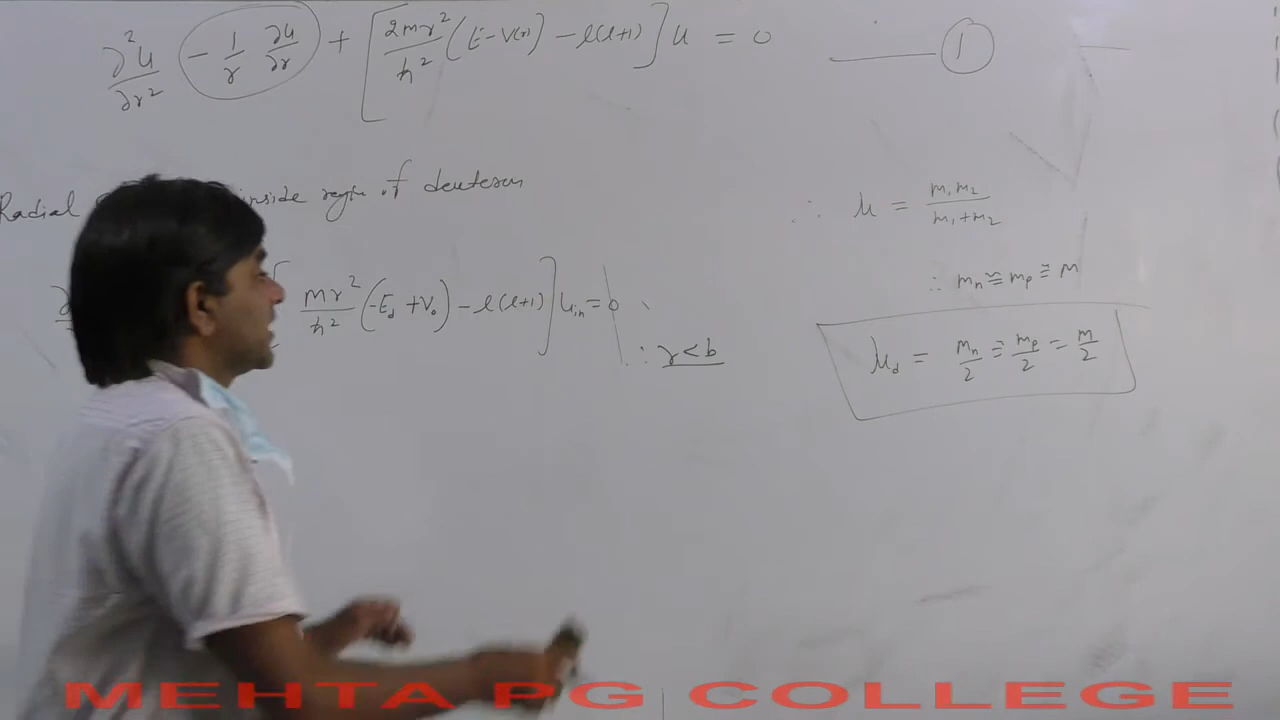 ∂²u/∂r² - 1/r ∂u/∂r + [2mr²/ħ² (E - V(r)) - l(l+1)] u = 0 —— 1
Radial inside region of deuteron
∴ μ = m₁m₂/m₁+m₂
∴ mₙ ≅ mₚ ≅ m
[mr²/ħ² (-E_d + V₀) - l(l+1)] u_in = 0
∴ r < b
μ_d = mₙ/2 ≅ mₚ/2 = m/2
MEHTA PG COLLEGE